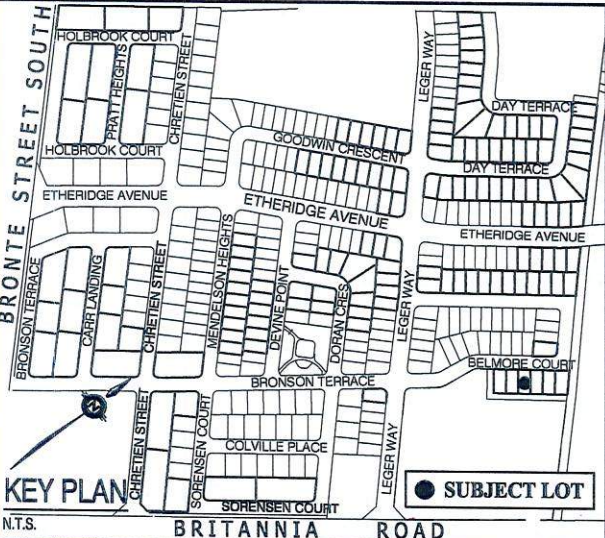 HOLBROOK COURT
PRATT HEIGHTS
CHRETIEN STREET
HOLBROOK COURT
ETHERIDGE AVENUE
BRONTE STREET SOUTH
LEGER WAY
DAY TERRACE
GOODWIN CRESCENT
DAY TERRACE
ETHERIDGE AVENUE
ETHERIDGE AVENUE
BRONSON TERRACE
CARR LANDING
CHRETIEN STREET
MENDELSON HEIGHTS
DEVINE POINT
DORAN CRES
LEGER WAY
BELMORE COURT
BRONSON TERRACE
N
CHRETIEN STREET
SORENSEN COURT
COLVILLE PLACE
LEGER WAY
KEY PLAN
SORENSEN COURT
SUBJECT LOT
N.T.S.
BRITANNIA ROAD